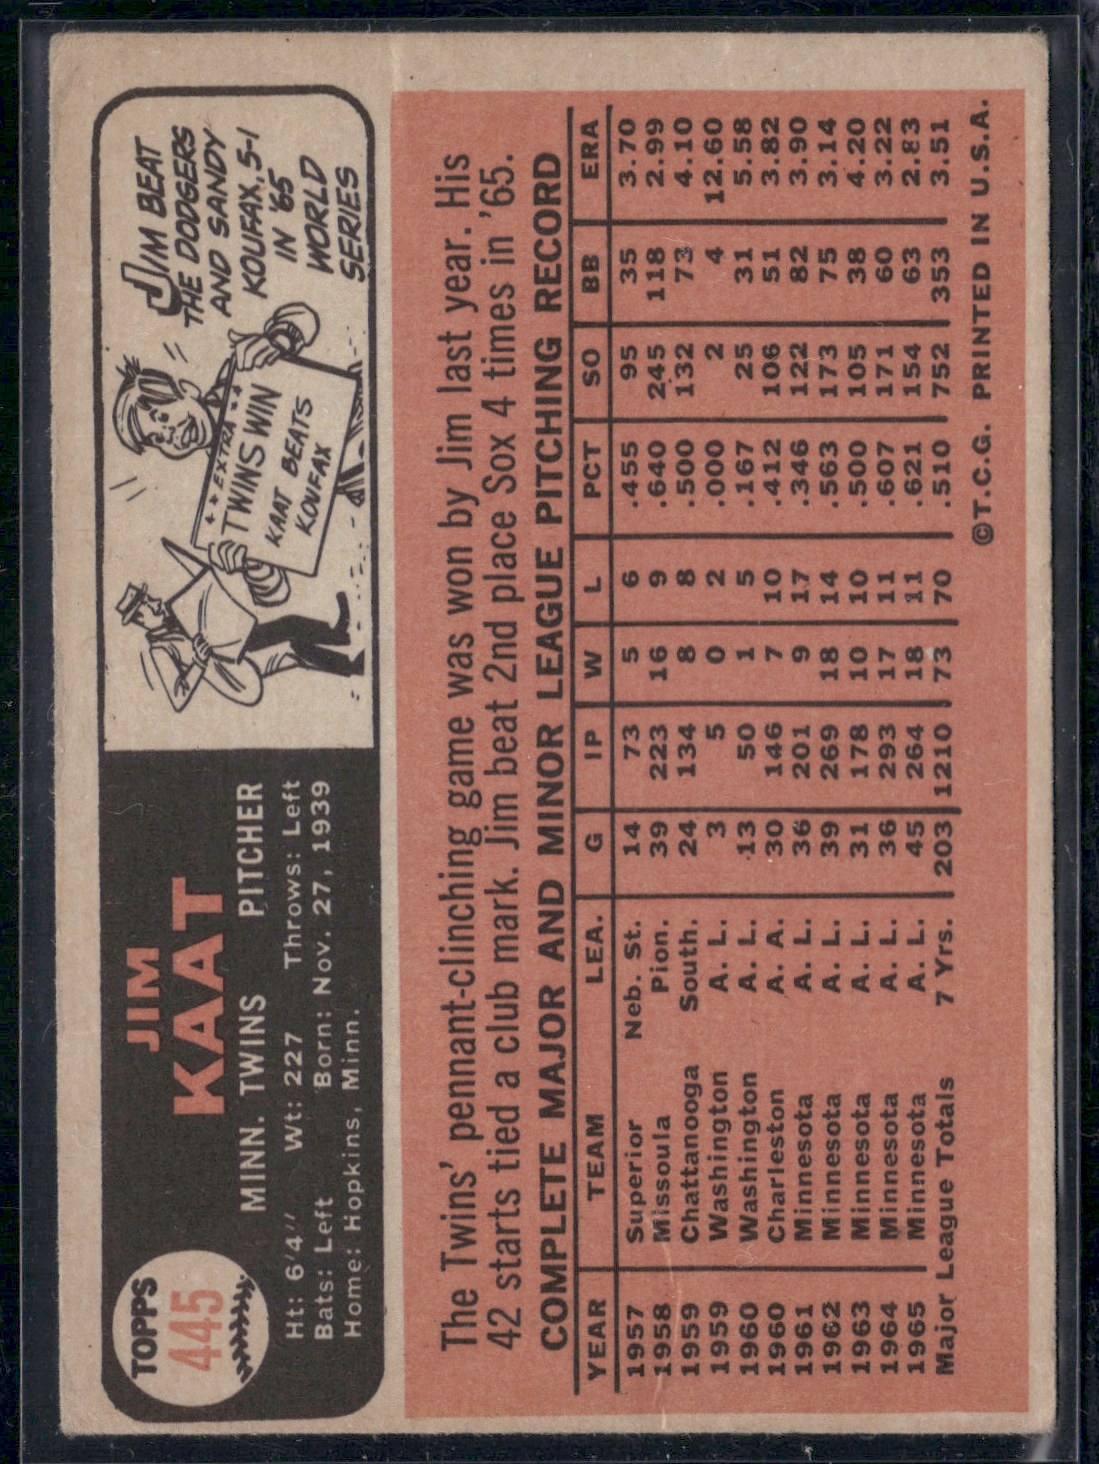 TOPPS
445
JIM
KAAT
MINN. TWINS PITCHER
Ht: 6'4" Wt: 227 Throws: Left
Bats: Left Born: Nov. 27, 1939
Home: Hopkins, Minn.
JIM BEAT
THE DODGERS
AND SANDY
KOUFAX, 5-1
IN '65
WORLD
SERIES
EXTRA
TWINS WIN
KAAT BEATS
KOUFAX
The Twins' pennant-clinching game was won by Jim last year. His
42 starts tied a club mark. Jim beat 2nd place Sox 4 times in '65.
COMPLETE MAJOR AND MINOR LEAGUE PITCHING RECORD
YEAR TEAM LEA. G IP W L PCT SO BB ERA
1957 Superior Neb. St. 14 73 5 6 .455 95 35 3.70
1958 Missoula Pion. 39 223 16 9 .640 245 118 2.99
1959 Chattanooga South. 24 134 8 8 .500 132 73 4.10
1959 Washington A. L. 3 5 0 2 .000 2 4 12.60
1960 Washington A. L. 13 50 1 5 .167 25 31 5.58
1960 Charleston A. A. 30 146 7 10 .412 106 51 3.82
1961 Minnesota A. L. 36 201 9 17 .346 122 82 3.90
1962 Minnesota A. L. 39 269 18 14 .563 173 75 3.14
1963 Minnesota A. L. 31 178 10 10 .500 105 38 4.20
1964 Minnesota A. L. 36 293 17 11 .607 171 60 3.22
1965 Minnesota A. L. 45 264 18 11 .621 154 63 2.83
Major League Totals 7 Yrs. 203 1210 73 70 .510 752 353 3.51
©T.C.G. PRINTED IN U.S.A.